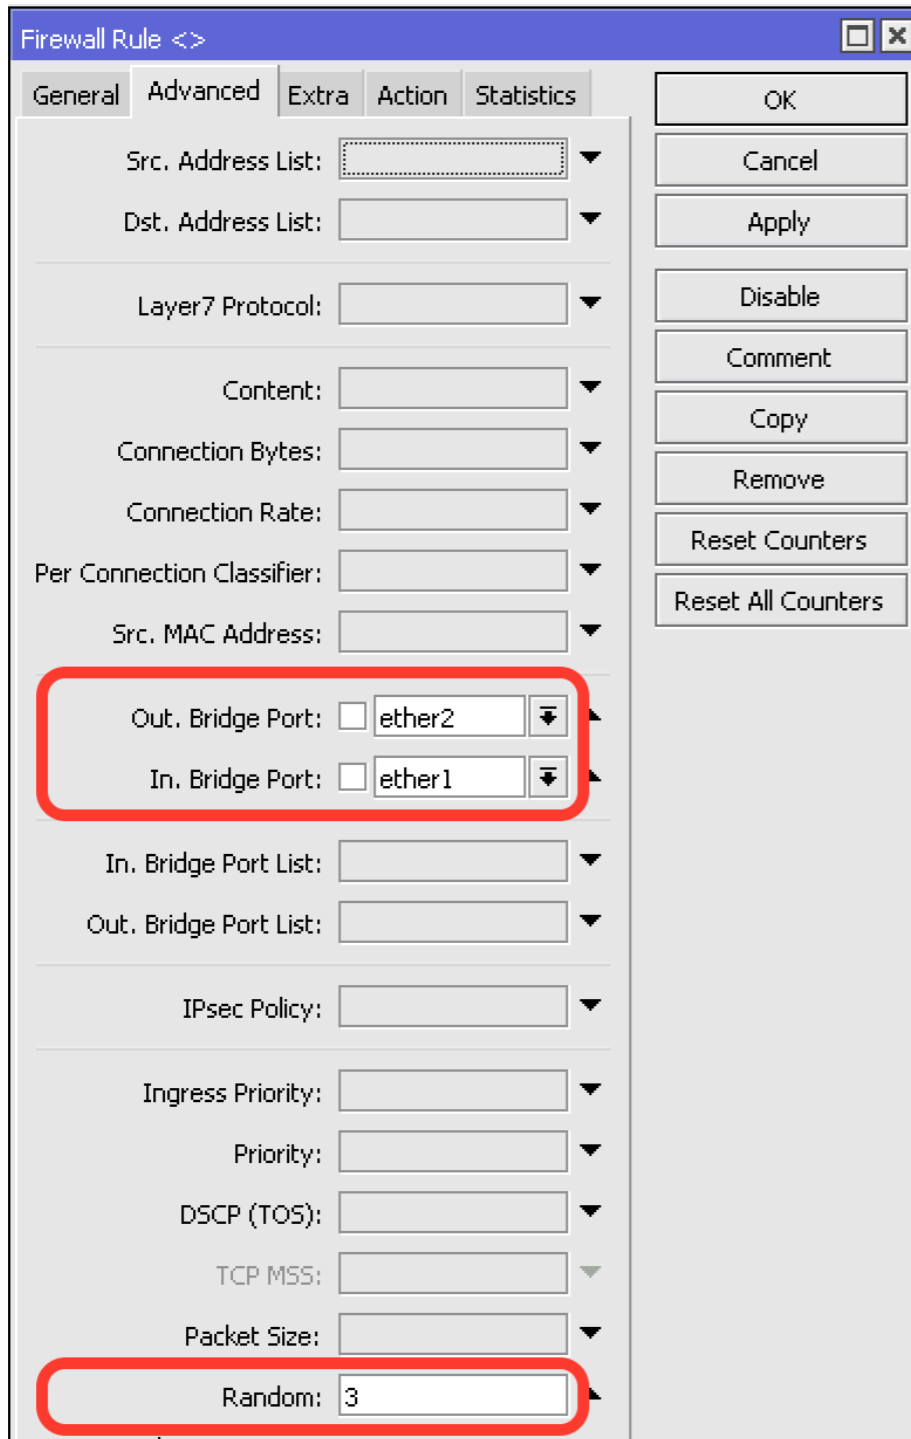 Firewall Rule <>
General Advanced Extra Action Statistics
Src. Address List:
Dst. Address List:
Layer7 Protocol:
Content:
Connection Bytes:
Connection Rate:
Per Connection Classifier:
Src. MAC Address:
Out. Bridge Port: ether2
In. Bridge Port: ether1
In. Bridge Port List:
Out. Bridge Port List:
IPsec Policy:
Ingress Priority:
Priority:
DSCP (TOS):
TCP MSS:
Packet Size:
Random: 3
OK
Cancel
Apply
Disable
Comment
Copy
Remove
Reset Counters
Reset All Counters